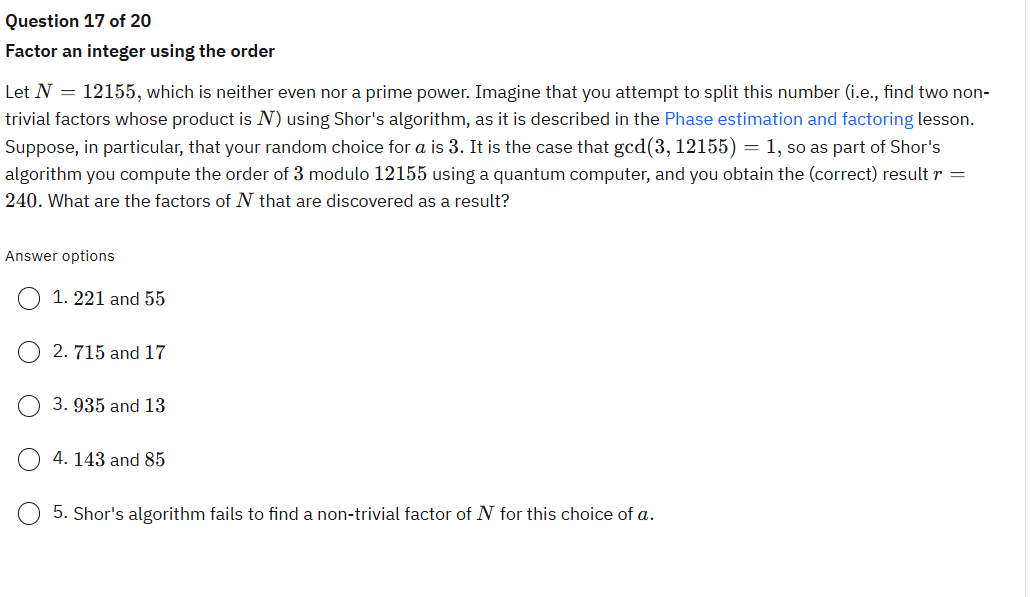 Question 17 of 20
Factor an integer using the order
Let N = 12155, which is neither even nor a prime power. Imagine that you attempt to split this number (i.e., find two non-
trivial factors whose product is N) using Shor's algorithm, as it is described in the Phase estimation and factoring lesson.
Suppose, in particular, that your random choice for a is 3. It is the case that gcd(3, 12155) = 1, so as part of Shor's
algorithm you compute the order of 3 modulo 12155 using a quantum computer, and you obtain the (correct) result r =
240. What are the factors of N that are discovered as a result?
Answer options
1. 221 and 55
2. 715 and 17
3. 935 and 13
4. 143 and 85
5. Shor's algorithm fails to find a non-trivial factor of N for this choice of a.